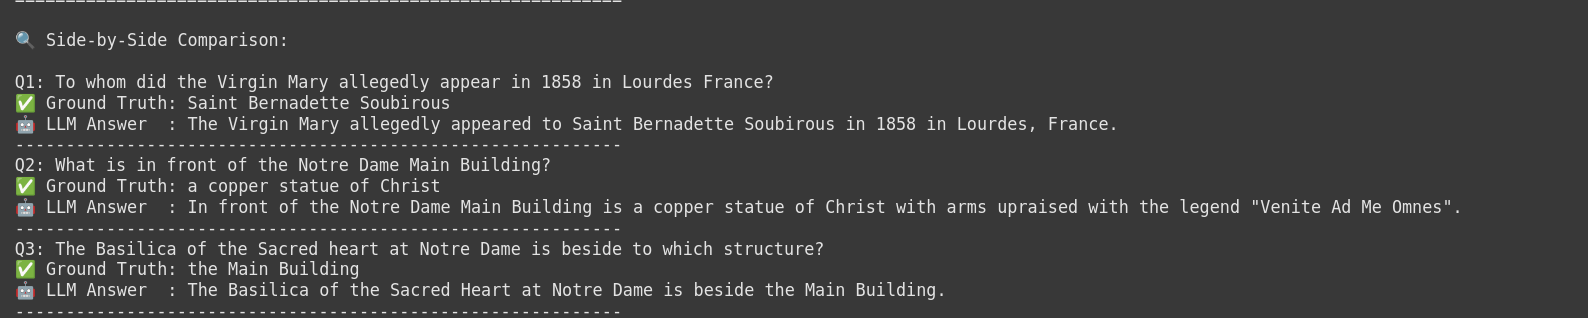 ============================================================
🔍 Side-by-Side Comparison:
Q1: To whom did the Virgin Mary allegedly appear in 1858 in Lourdes France?
✅ Ground Truth: Saint Bernadette Soubirous
🤖 LLM Answer  : The Virgin Mary allegedly appeared to Saint Bernadette Soubirous in 1858 in Lourdes, France.
------------------------------------------------------------
Q2: What is in front of the Notre Dame Main Building?
✅ Ground Truth: a copper statue of Christ
🤖 LLM Answer  : In front of the Notre Dame Main Building is a copper statue of Christ with arms upraised with the legend "Venite Ad Me Omnes".
------------------------------------------------------------
Q3: The Basilica of the Sacred heart at Notre Dame is beside to which structure?
✅ Ground Truth: the Main Building
🤖 LLM Answer  : The Basilica of the Sacred Heart at Notre Dame is beside the Main Building.
------------------------------------------------------------